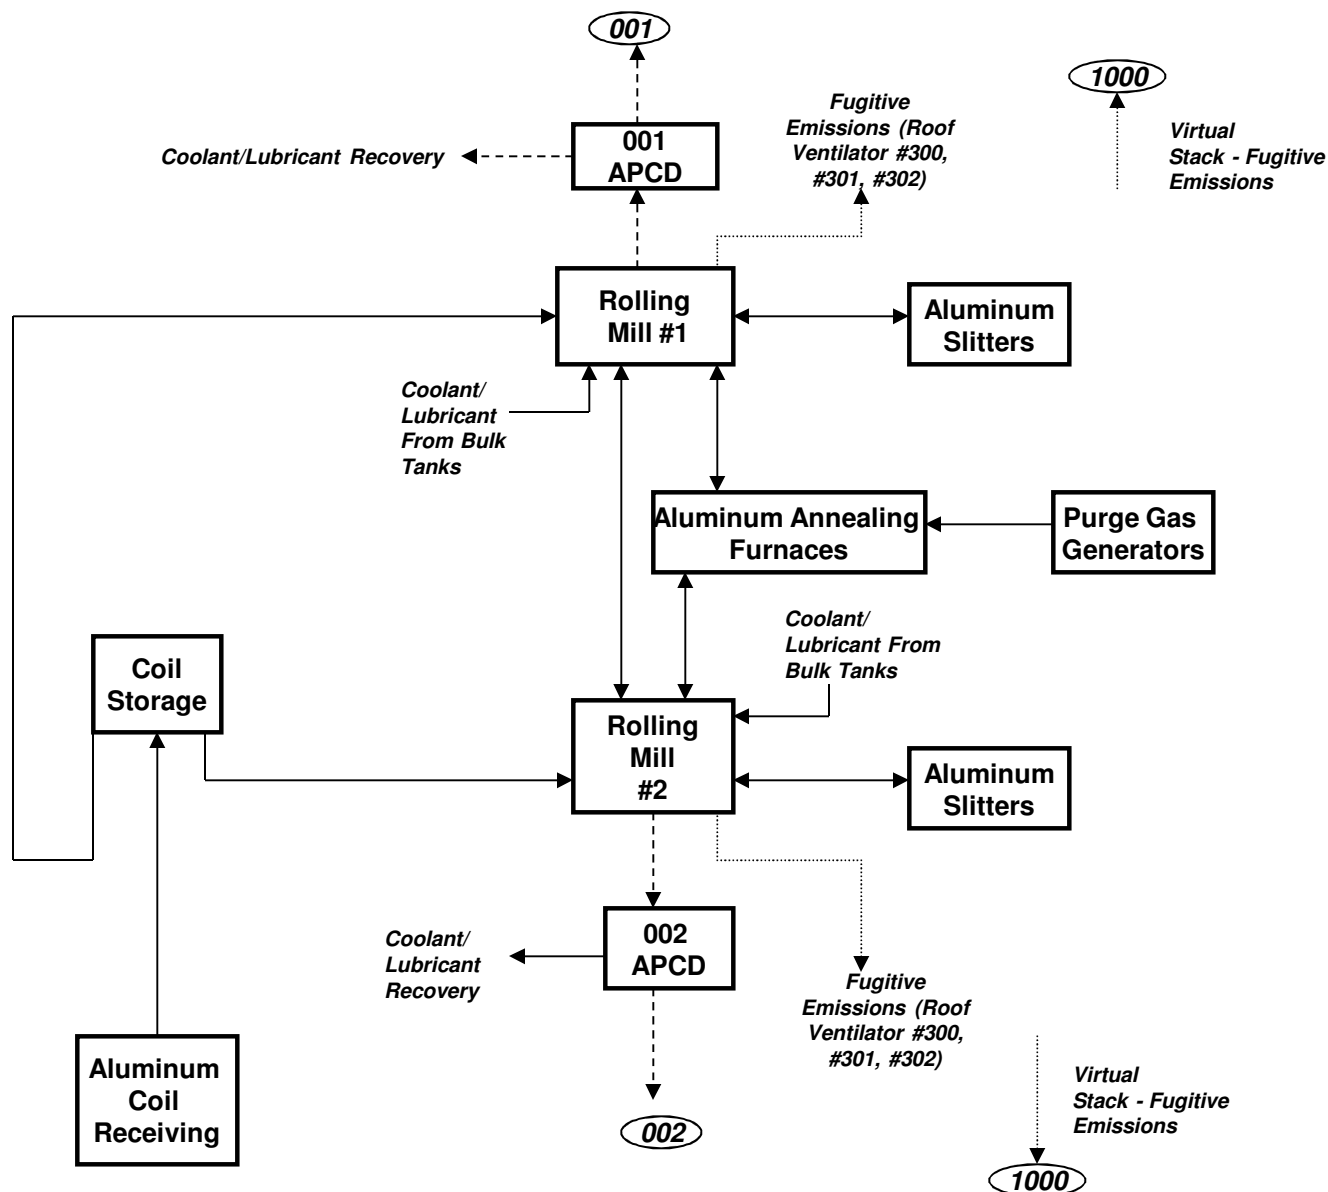 001
1000
Fugitive
Emissions (Roof
Ventilator #300,
#301, #302)
Virtual
Stack - Fugitive
Emissions
001
APCD
Coolant/Lubricant Recovery
Rolling
Mill #1
Aluminum
Slitters
Coolant/
Lubricant
From Bulk
Tanks
Aluminum Annealing
Furnaces
Purge Gas
Generators
Coolant/
Lubricant From
Bulk Tanks
Coil
Storage
Rolling
Mill
#2
Aluminum
Slitters
002
APCD
Coolant/
Lubricant
Recovery
Fugitive
Emissions (Roof
Ventilator #300,
#301, #302)
Aluminum
Coil
Receiving
Virtual
Stack - Fugitive
Emissions
002
1000